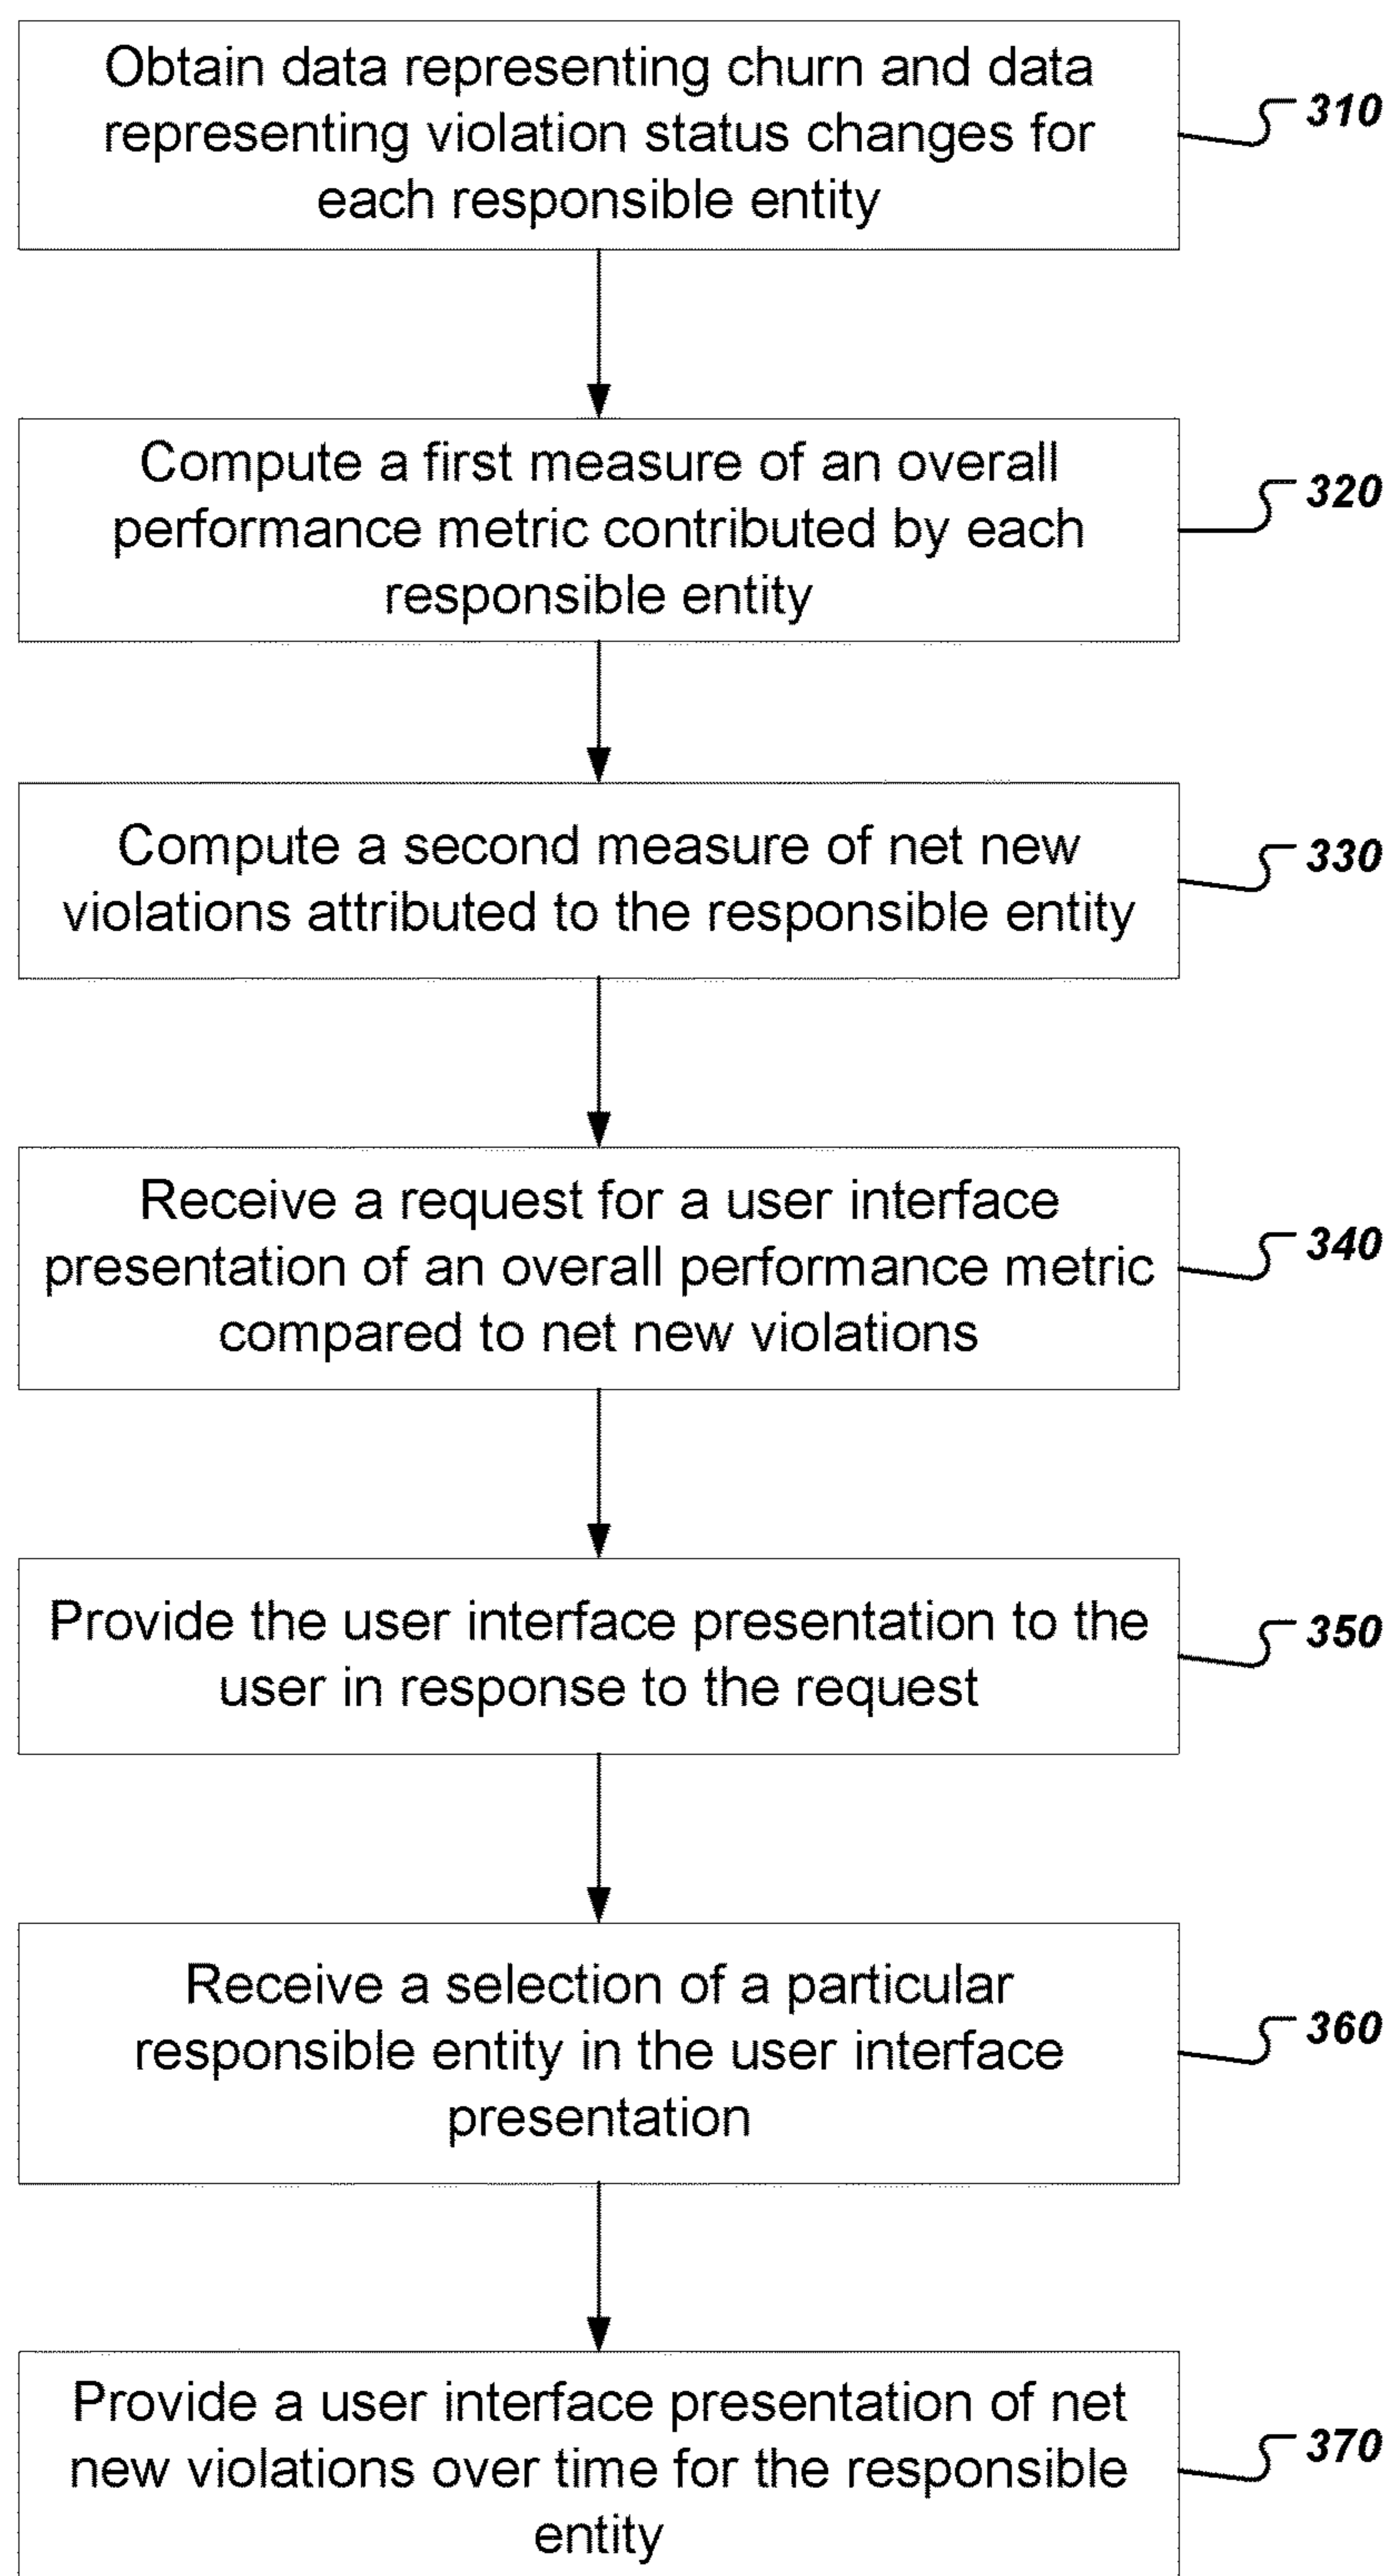 Obtain data representing churn and data
representing violation status changes for
each responsible entity
310
Compute a first measure of an overall
performance metric contributed by each
responsible entity
320
Compute a second measure of net new
violations attributed to the responsible entity
330
Receive a request for a user interface
presentation of an overall performance metric
compared to net new violations
340
Provide the user interface presentation to the
user in response to the request
350
Receive a selection of a particular
responsible entity in the user interface
presentation
360
Provide a user interface presentation of net
new violations over time for the responsible
entity
370